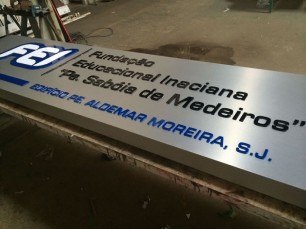 FEI
Fundação
Educacional Inaciana
"Pe. Sabóia de Medeiros"
EDIFÍCIO PE. ALDEMAR MOREIRA, S.J.